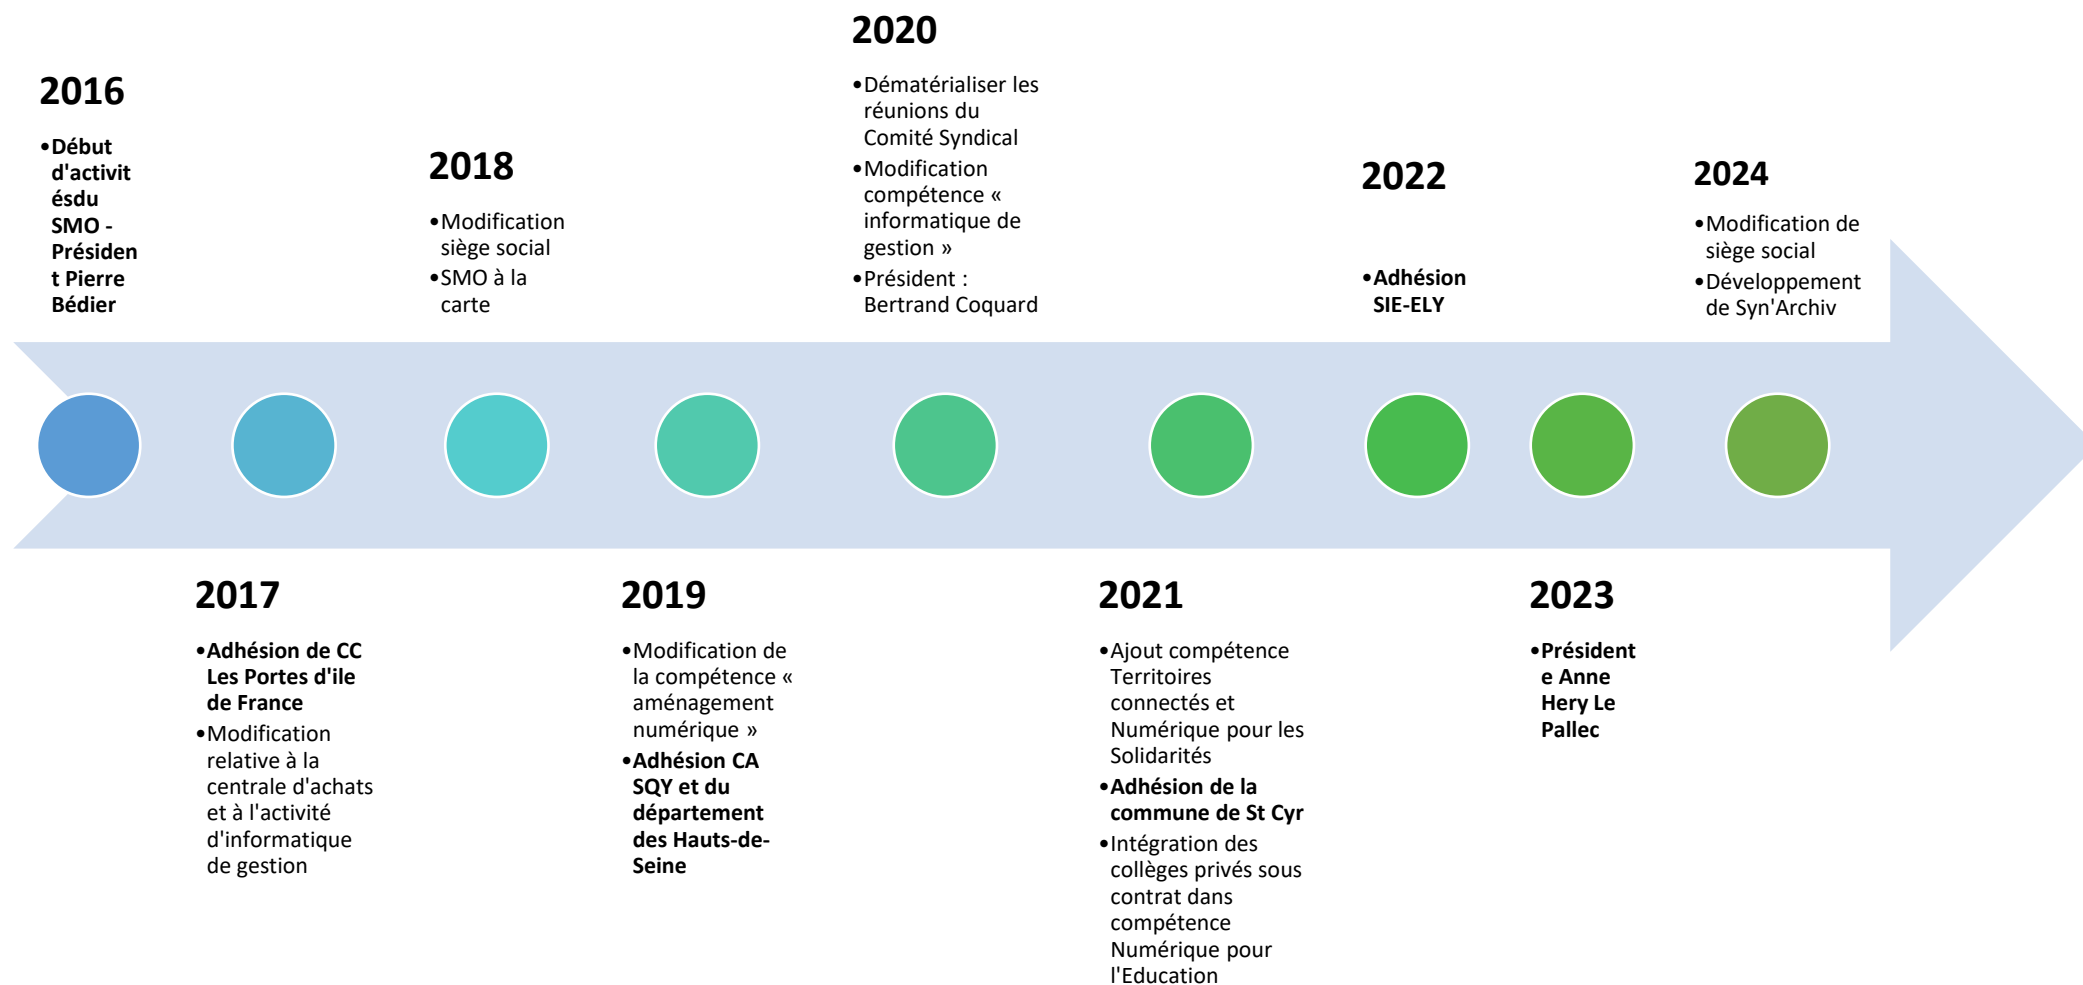 2016
•Début
d'activit
ésdu
SMO -
Présiden
t Pierre
Bédier
2017
•Adhésion de CC
Les Portes d'ile
de France
•Modification
relative à la
centrale d'achats
et à l'activité
d'informatique
de gestion
2018
•Modification
siège social
•SMO à la
carte
2019
•Modification de
la compétence «
aménagement
numérique »
•Adhésion CA
SQY et du
département
des Hauts-de-
Seine
2020
•Dématérialiser les
réunions du
Comité Syndical
•Modification
compétence «
informatique de
gestion »
•Président :
Bertrand Coquard
2021
•Ajout compétence
Territoires
connectés et
Numérique pour les
Solidarités
•Adhésion de la
commune de St Cyr
•Intégration des
collèges privés sous
contrat dans
compétence
Numérique pour
l'Education
2022
•Adhésion
SIE-ELY
2023
•Président
e Anne
Hery Le
Pallec
2024
•Modification de
siège social
•Développement
de Syn'Archiv